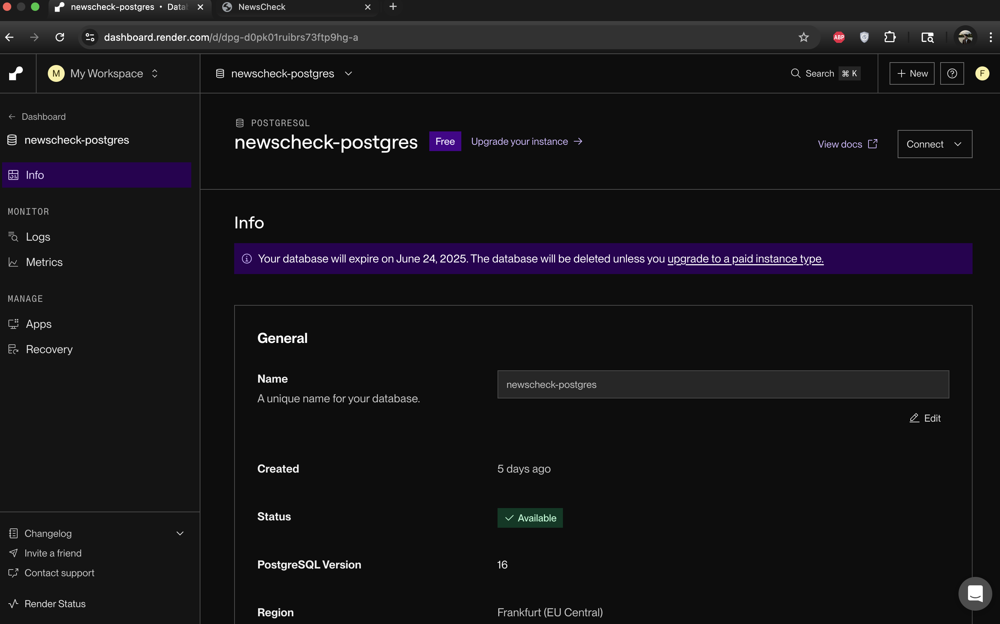 newscheck-postgres • Datab
NewsCheck
dashboard.render.com/d/dpg-d0pk01ruibrs73ftp9hg-a
ABP
M My Workspace
newscheck-postgres
Search ⌘ K
+ New
F
Dashboard
newscheck-postgres
Info
MONITOR
Logs
Metrics
MANAGE
Apps
Recovery
Changelog
Invite a friend
Contact support
Render Status
POSTGRESQL
newscheck-postgres Free Upgrade your instance →
View docs
Connect
Info
Your database will expire on June 24, 2025. The database will be deleted unless you upgrade to a paid instance type.
General
Name
A unique name for your database.
newscheck-postgres
Edit
Created 5 days ago
Status Available
PostgreSQL Version 16
Region Frankfurt (EU Central)